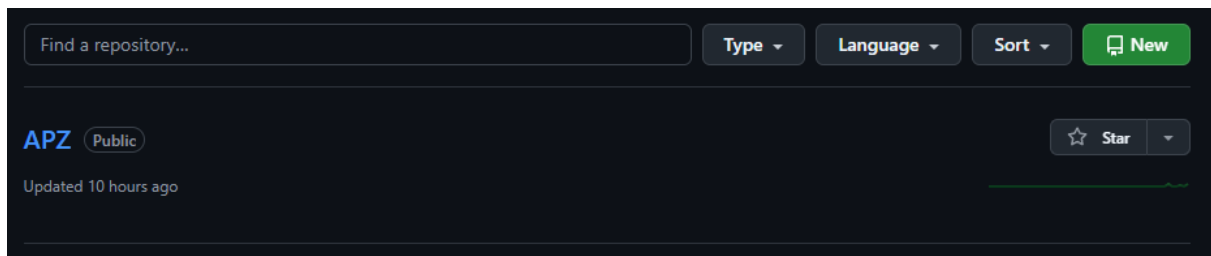 Find a repository... Type Language Sort New
APZ Public Star
Updated 10 hours ago